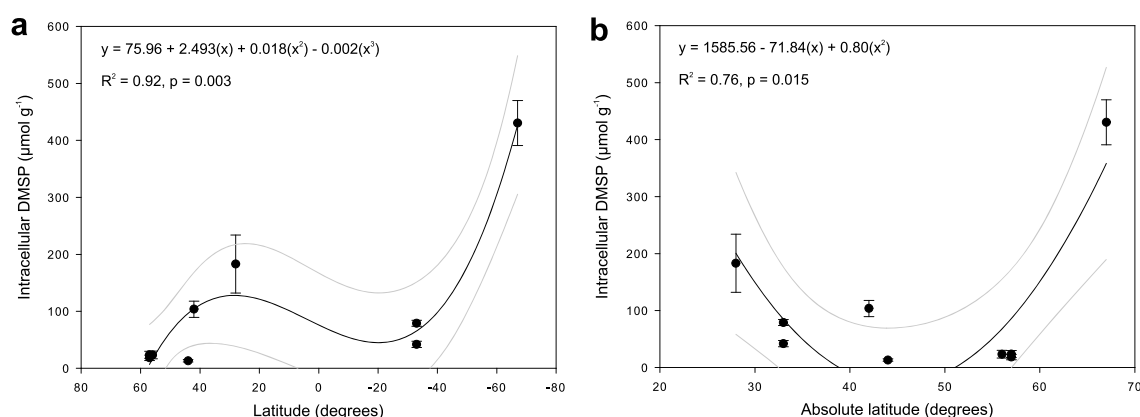 a
y = 75.96 + 2.493(x) + 0.018(x²) - 0.002(x³)
R² = 0.92, p = 0.003
Intracellular DMSP (µmol g⁻¹)
600
500
400
300
200
100
0
80 60 40 20 0 -20 -40 -60 -80
Latitude (degrees)
b
y = 1585.56 - 71.84(x) + 0.80(x²)
R² = 0.76, p = 0.015
Intracellular DMSP (µmol g⁻¹)
600
500
400
300
200
100
0
20 30 40 50 60 70
Absolute latitude (degrees)